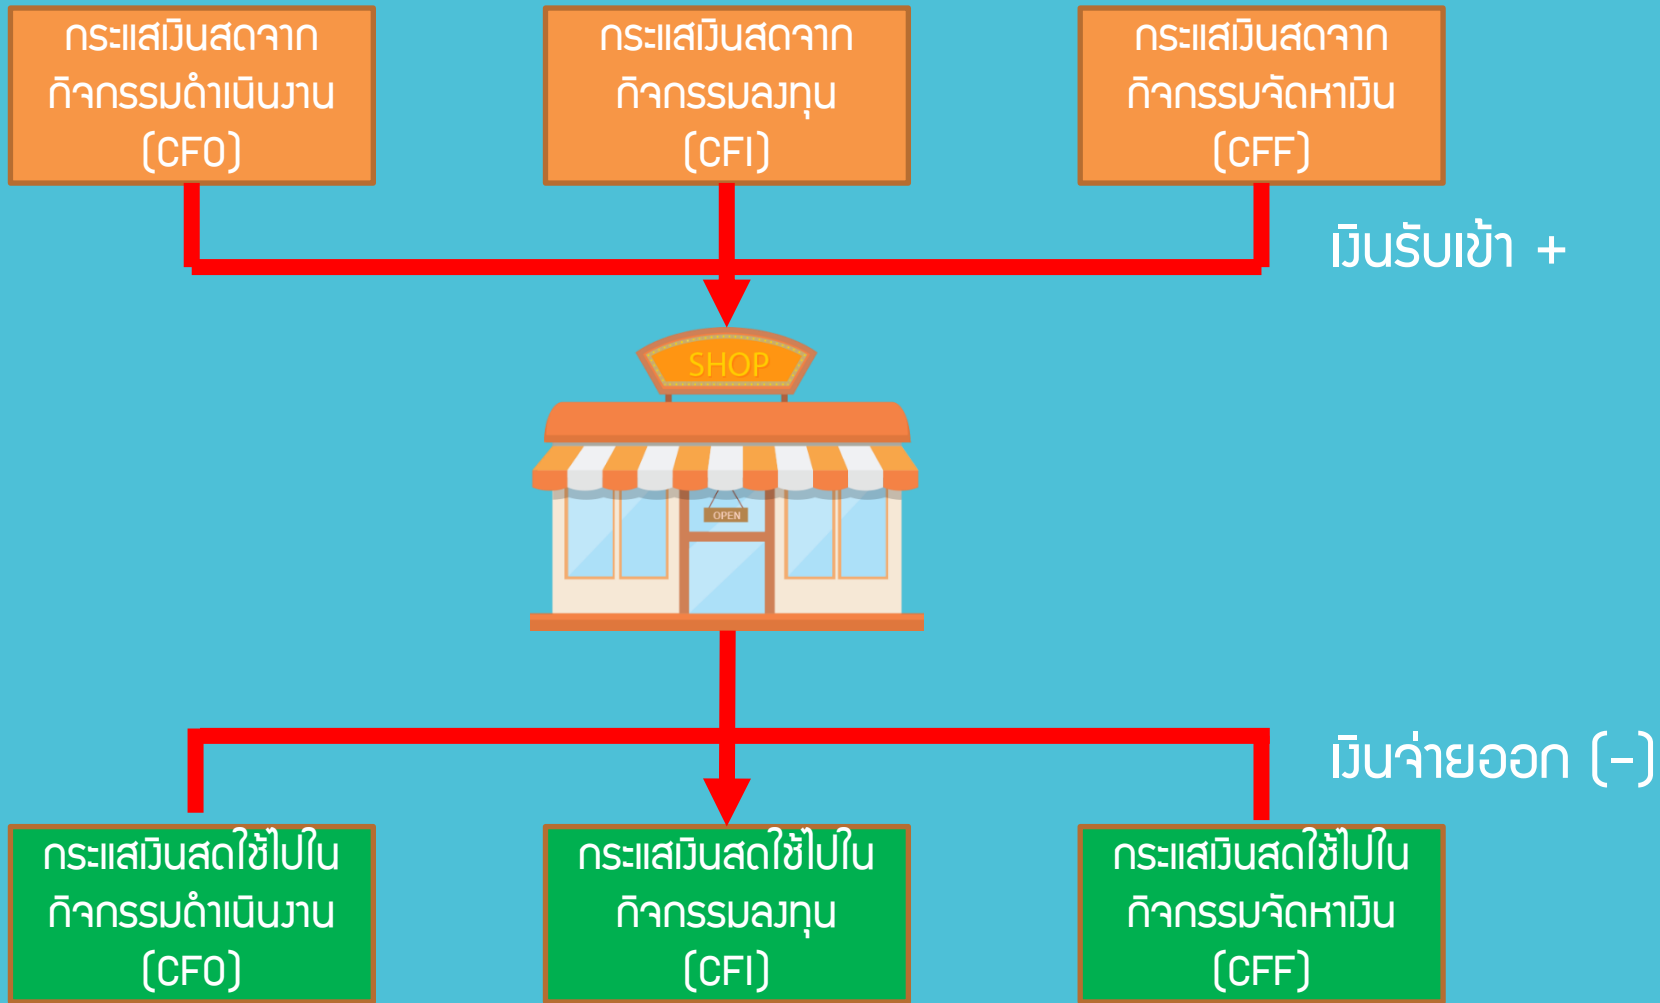 กระแสเงินสดจาก
กิจกรรมดำเนินงาน
(CFO)
กระแสเงินสดจาก
กิจกรรมลงทุน
(CFI)
กระแสเงินสดจาก
กิจกรรมจัดหาเงิน
(CFF)
เงินรับเข้า +
SHOP
OPEN
เงินจ่ายออก (-)
กระแสเงินสดใช้ไปใน
กิจกรรมดำเนินงาน
(CFO)
กระแสเงินสดใช้ไปใน
กิจกรรมลงทุน
(CFI)
กระแสเงินสดใช้ไปใน
กิจกรรมจัดหาเงิน
(CFF)